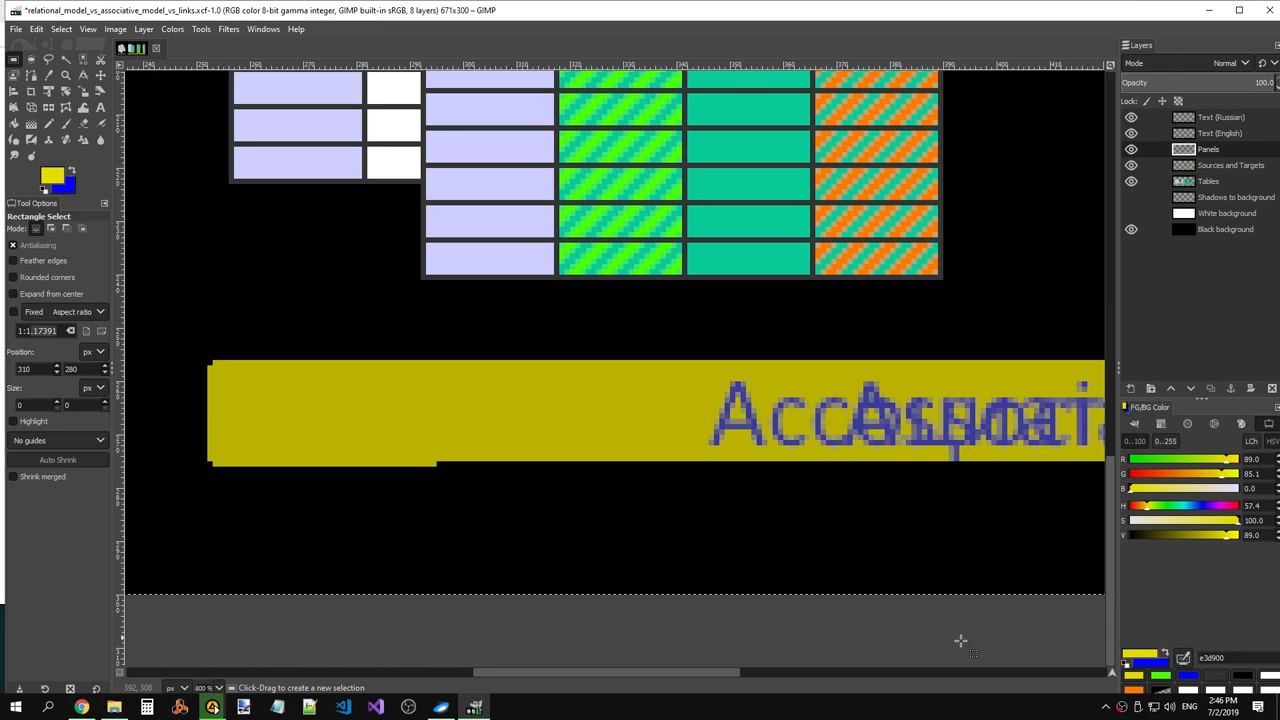 *relational_model_vs_associative_model_vs_links.xcf-1.0 (RGB color 8-bit gamma integer, GIMP built-in sRGB, 8 layers) 671x300 – GIMP
File Edit Select View Image Layer Colors Tools Filters Windows Help
Layers
Mode Normal
Opacity 100.0
Lock:
Text (Russian)
Text (English)
Panels
Sources and Targets
Tables
Shadows to background
White background
Black background
Tool Options
Rectangle Select
Mode:
Antialiasing
Feather edges
Rounded corners
Expand from center
Fixed Aspect ratio
1:1.17391
Position: px
310 280
Size: px
0 0
Highlight
No guides
Auto Shrink
Shrink merged
FG/BG Color
0..100 0..255 LCh HSV
R 89.0
G 85.1
B 0.0
H 57.4
S 100.0
V 89.0
e3d900
392, 308 px 800 % Click-Drag to create a new selection
ENG 2:46 PM
7/2/2019